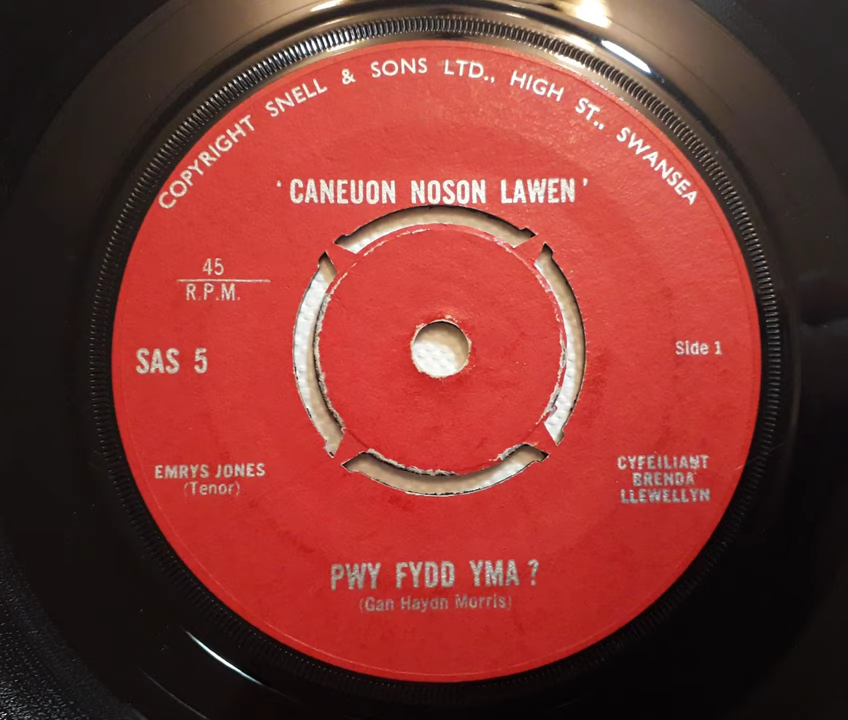 COPYRIGHT SNELL & SONS LTD., HIGH ST., SWANSEA
'CANEUON NOSON LAWEN'
45
R.P.M.
SAS 5
Side 1
EMRYS JONES
(Tenor)
CYFEILIANT
BRENDA
LLEWELLYN
PWY FYDD YMA?
(Gan Haydn Morris)